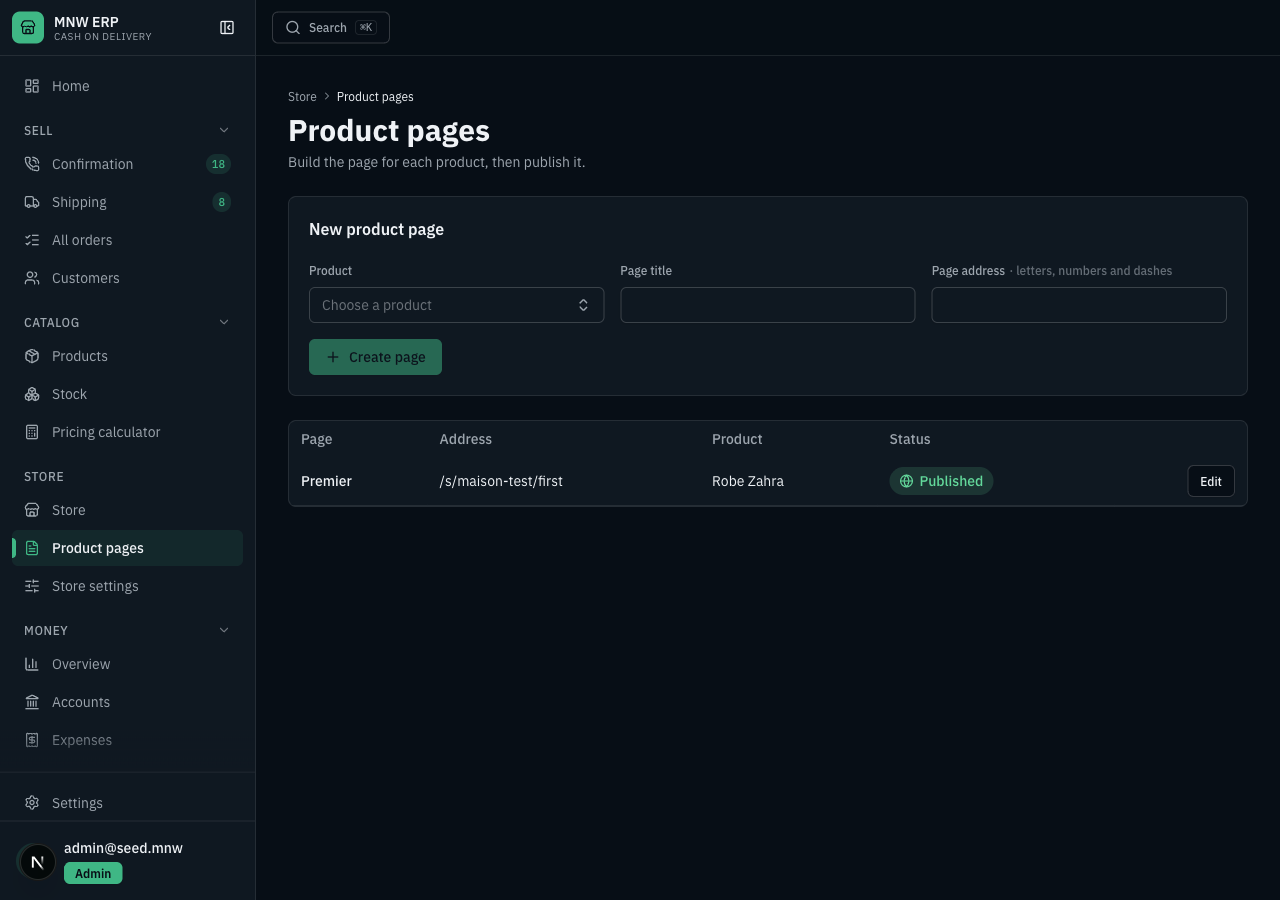 MNW ERP
CASH ON DELIVERY
Search ⌘K
Home
SELL
Confirmation 18
Shipping 8
All orders
Customers
CATALOG
Products
Stock
Pricing calculator
STORE
Store
Product pages
Store settings
MONEY
Overview
Accounts
Expenses
Settings
N
admin@seed.mnw
Admin
Store > Product pages
Product pages
Build the page for each product, then publish it.
New product page
Product Page title Page address · letters, numbers and dashes
Choose a product
Create page
Page Address Product Status
Premier /s/maison-test/first Robe Zahra Published Edit